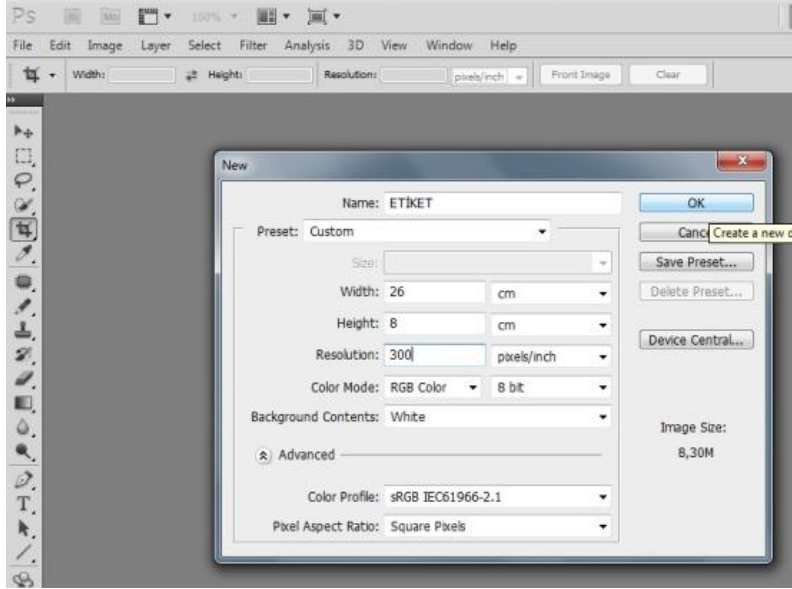 Ps Br Mb 100%
File Edit Image Layer Select Filter Analysis 3D View Window Help
Width: Height: Resolution: pixels/inch Front Image Clear
New
Name: ETİKET
OK
Preset: Custom
Create a new
Size:
Save Preset...
Width: 26 cm
Delete Preset...
Height: 8 cm
Device Central...
Resolution: 300 pixels/inch
Color Mode: RGB Color 8 bit
Background Contents: White
Image Size:
8,30M
Advanced
Color Profile: sRGB IEC61966-2.1
Pixel Aspect Ratio: Square Pixels
T